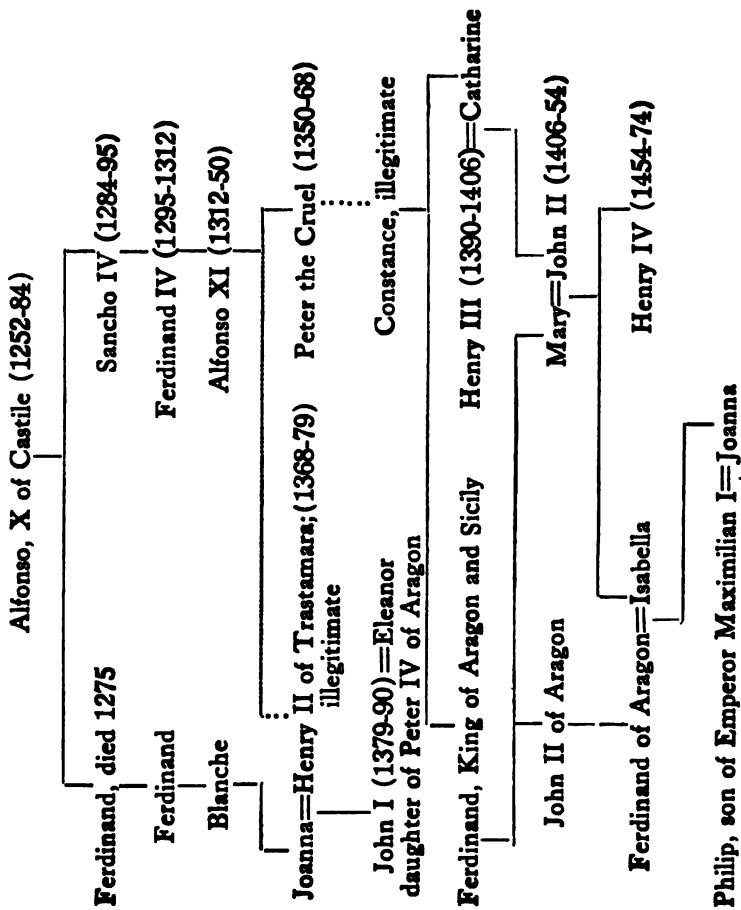 Alfonso, X of Castile (1252-84)
Ferdinand, died 1275
Sancho IV (1284-95)
Ferdinand
Ferdinand IV (1295-1312)
Blanche
Alfonso XI (1312-50)
Joanna=Henry II of Trastamara;(1368-79)
illegitimate
Peter the Cruel (1350-68)
John I (1379-90)=Eleanor
daughter of Peter IV of Aragon
Constance, illegitimate
Ferdinand, King of Aragon and Sicily
Henry III (1390-1406)=Catharine
John II of Aragon
Mary=John II (1406-54)
Ferdinand of Aragon=Isabella
Henry IV (1454-74)
Philip, son of Emperor Maximilian I=Joanna